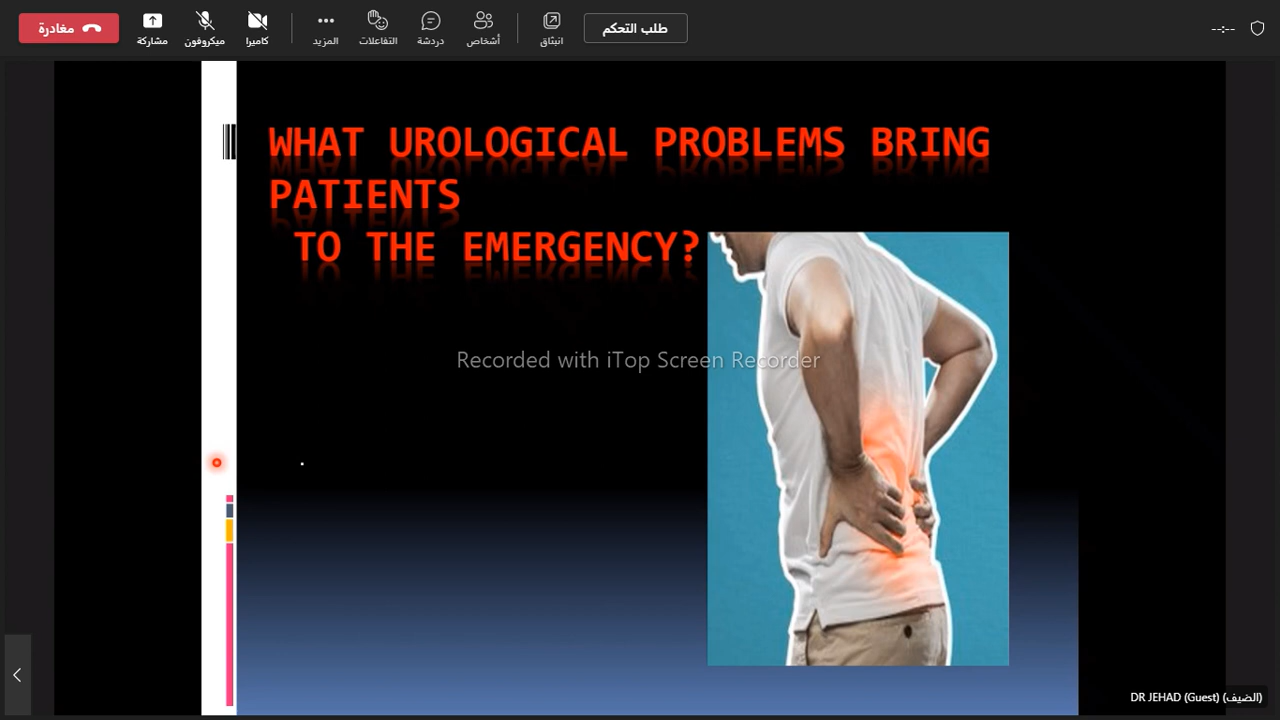 مغادرة
مشاركة
ميكروفون
كاميرا
المزيد
التفاعلات
دردشة
أشخاص
انبثاق
طلب التحكم
--:--
WHAT UROLOGICAL PROBLEMS BRING
PATIENTS
TO THE EMERGENCY?
Recorded with iTop Screen Recorder
DR JEHAD (Guest) (الضيف)